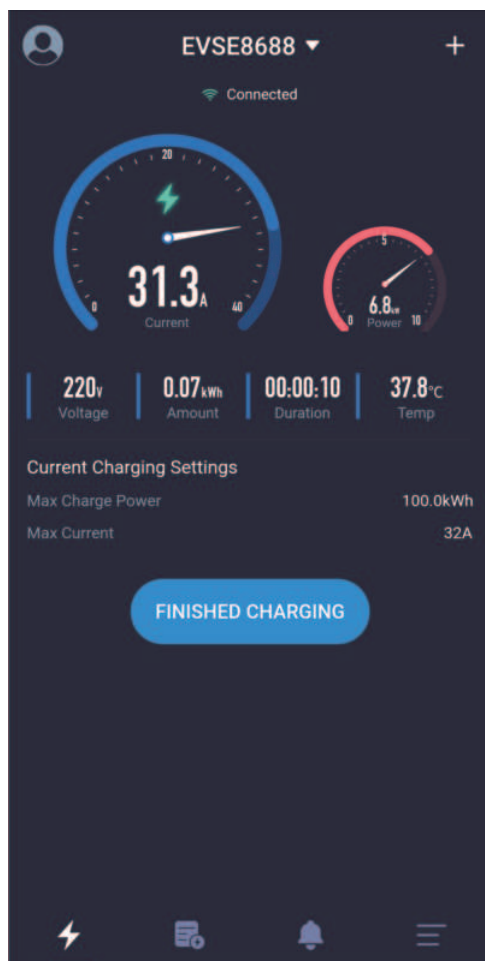 EVSE8688
Connected
20
0
40
31.3A
Current
5
0
10
6.8kW
Power
220V
Voltage
0.07kWh
Amount
00:00:10
Duration
37.8°C
Temp
Current Charging Settings
Max Charge Power 100.0kWh
Max Current 32A
FINISHED CHARGING